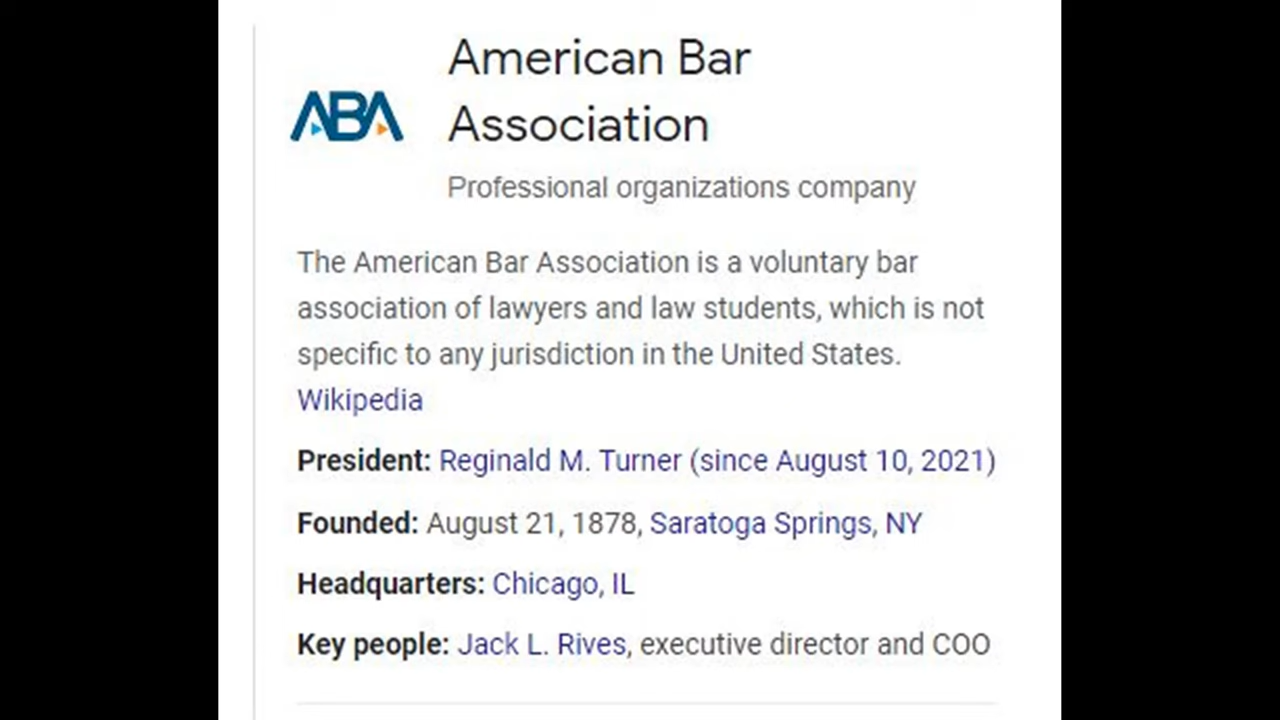 ABA
American Bar
Association
Professional organizations company
The American Bar Association is a voluntary bar
association of lawyers and law students, which is not
specific to any jurisdiction in the United States.
Wikipedia
President: Reginald M. Turner (since August 10, 2021)
Founded: August 21, 1878, Saratoga Springs, NY
Headquarters: Chicago, IL
Key people: Jack L. Rives, executive director and COO